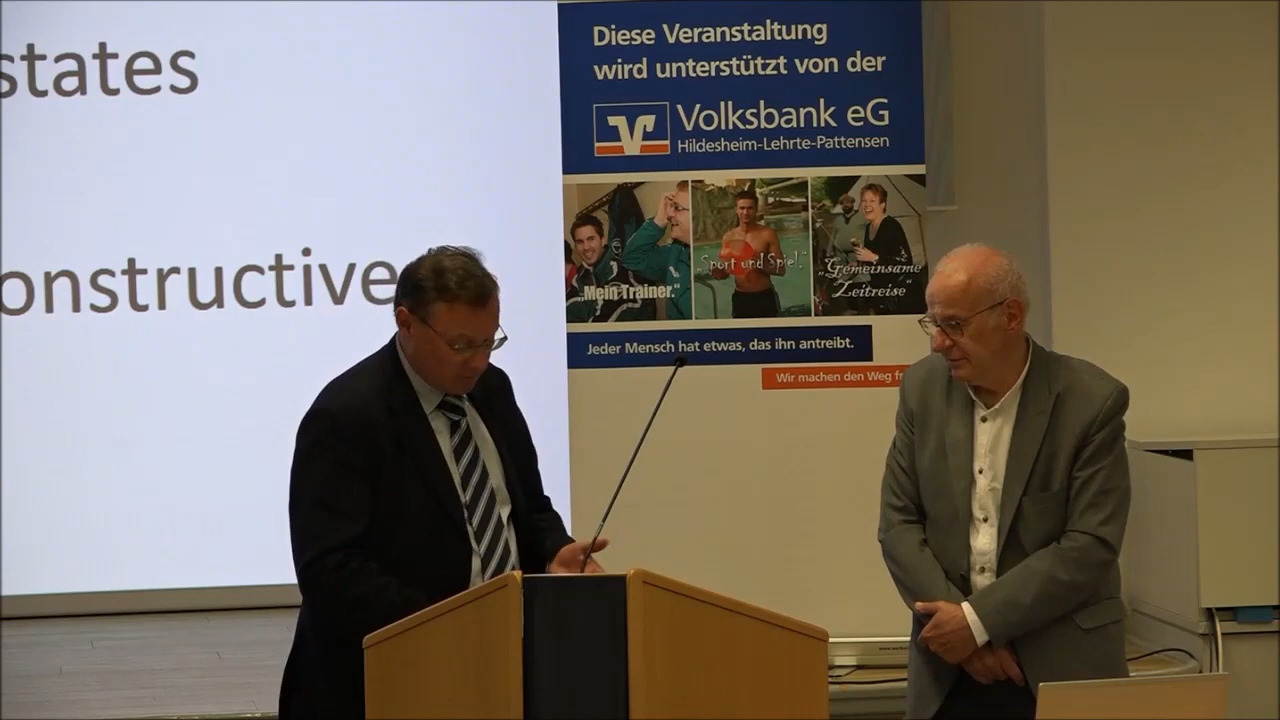 states
onstructive
Diese Veranstaltung
wird unterstützt von der
Volksbank eG
Hildesheim-Lehrte-Pattensen
„Mein Trainer.“
„Sport und Spiel.“
„Gemeinsame
Zeitreise“
Jeder Mensch hat etwas, das ihn antreibt.
Wir machen den Weg fr